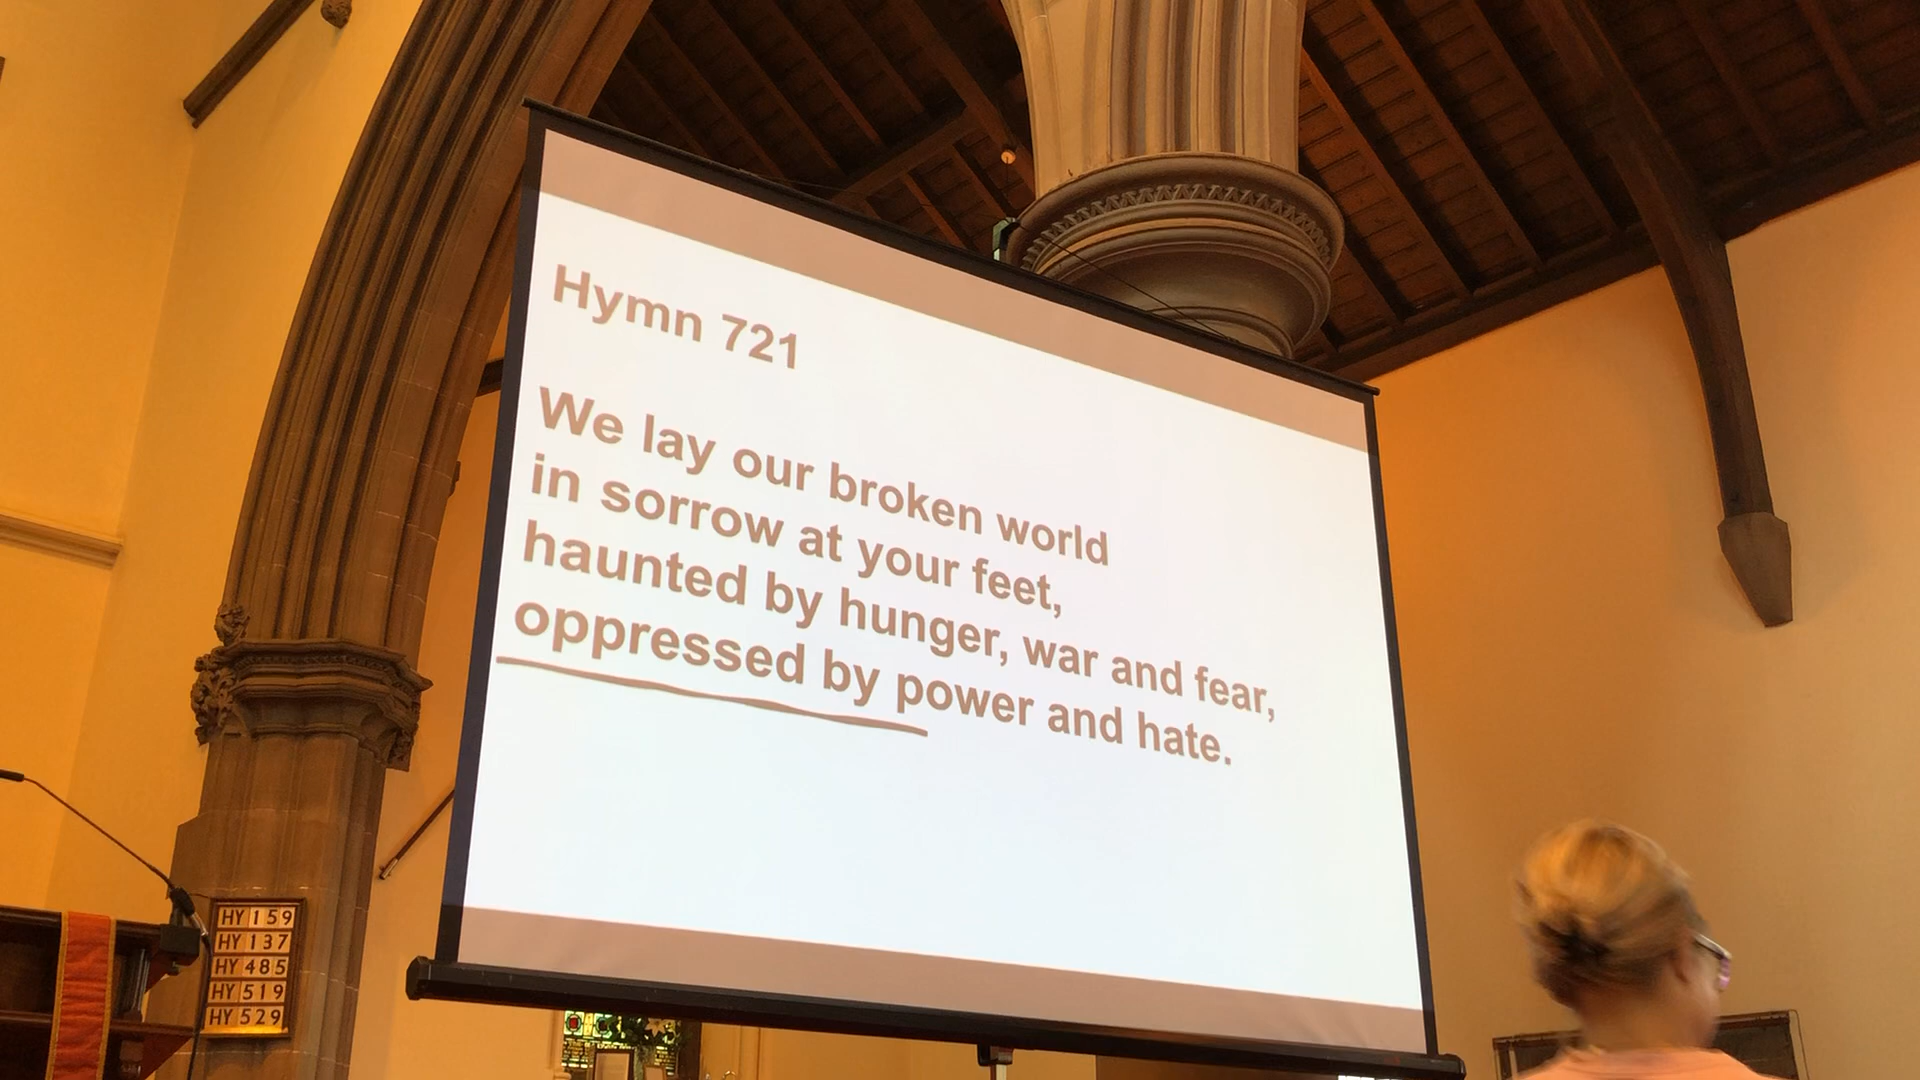 Hymn 721
We lay our broken world
in sorrow at your feet,
haunted by hunger, war and fear,
oppressed by power and hate.
HY 159
HY 137
HY 485
HY 519
HY 529